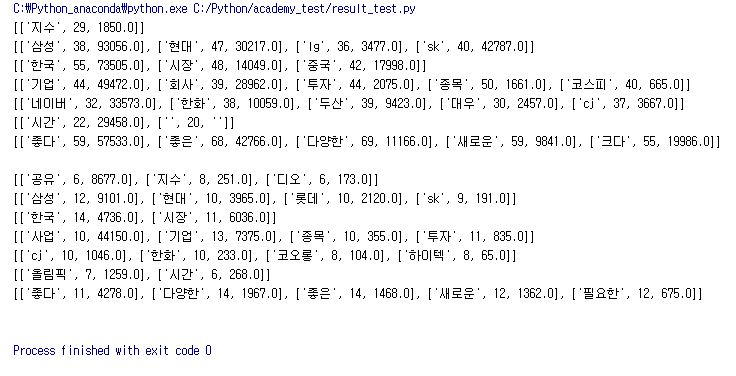 C:\Python_anaconda\python.exe C:/Python/academy_test/result_test.py
[['지수', 29, 1850.0]]
[['삼성', 38, 93056.0], ['현대', 47, 30217.0], ['lg', 36, 3477.0], ['sk', 40, 42787.0]]
[['한국', 55, 73505.0], ['시장', 48, 14049.0], ['중국', 42, 17998.0]]
[['기업', 44, 49472.0], ['회사', 39, 28962.0], ['투자', 44, 2075.0], ['종목', 50, 1661.0], ['코스피', 40, 665.0]]
[['네이버', 32, 33573.0], ['한화', 38, 10059.0], ['두산', 39, 9423.0], ['대우', 30, 2457.0], ['cj', 37, 3667.0]]
[['시간', 22, 29458.0], ['', 20, '']]
[['좋다', 59, 57533.0], ['좋은', 68, 42766.0], ['다양한', 69, 11166.0], ['새로운', 59, 9841.0], ['크다', 55, 19986.0]]
[['공유', 6, 8677.0], ['지수', 8, 251.0], ['디오', 6, 173.0]]
[['삼성', 12, 9101.0], ['현대', 10, 3965.0], ['롯데', 10, 2120.0], ['sk', 9, 191.0]]
[['한국', 14, 4736.0], ['시장', 11, 6036.0]]
[['사업', 10, 44150.0], ['기업', 13, 7375.0], ['종목', 10, 355.0], ['투자', 11, 835.0]]
[['cj', 10, 1046.0], ['한화', 10, 233.0], ['코오롱', 8, 104.0], ['하이텍', 8, 65.0]]
[['올림픽', 7, 1259.0], ['시간', 6, 268.0]]
[['좋다', 11, 4278.0], ['다양한', 14, 1967.0], ['좋은', 14, 1468.0], ['새로운', 12, 1362.0], ['필요한', 12, 675.0]]
Process finished with exit code 0